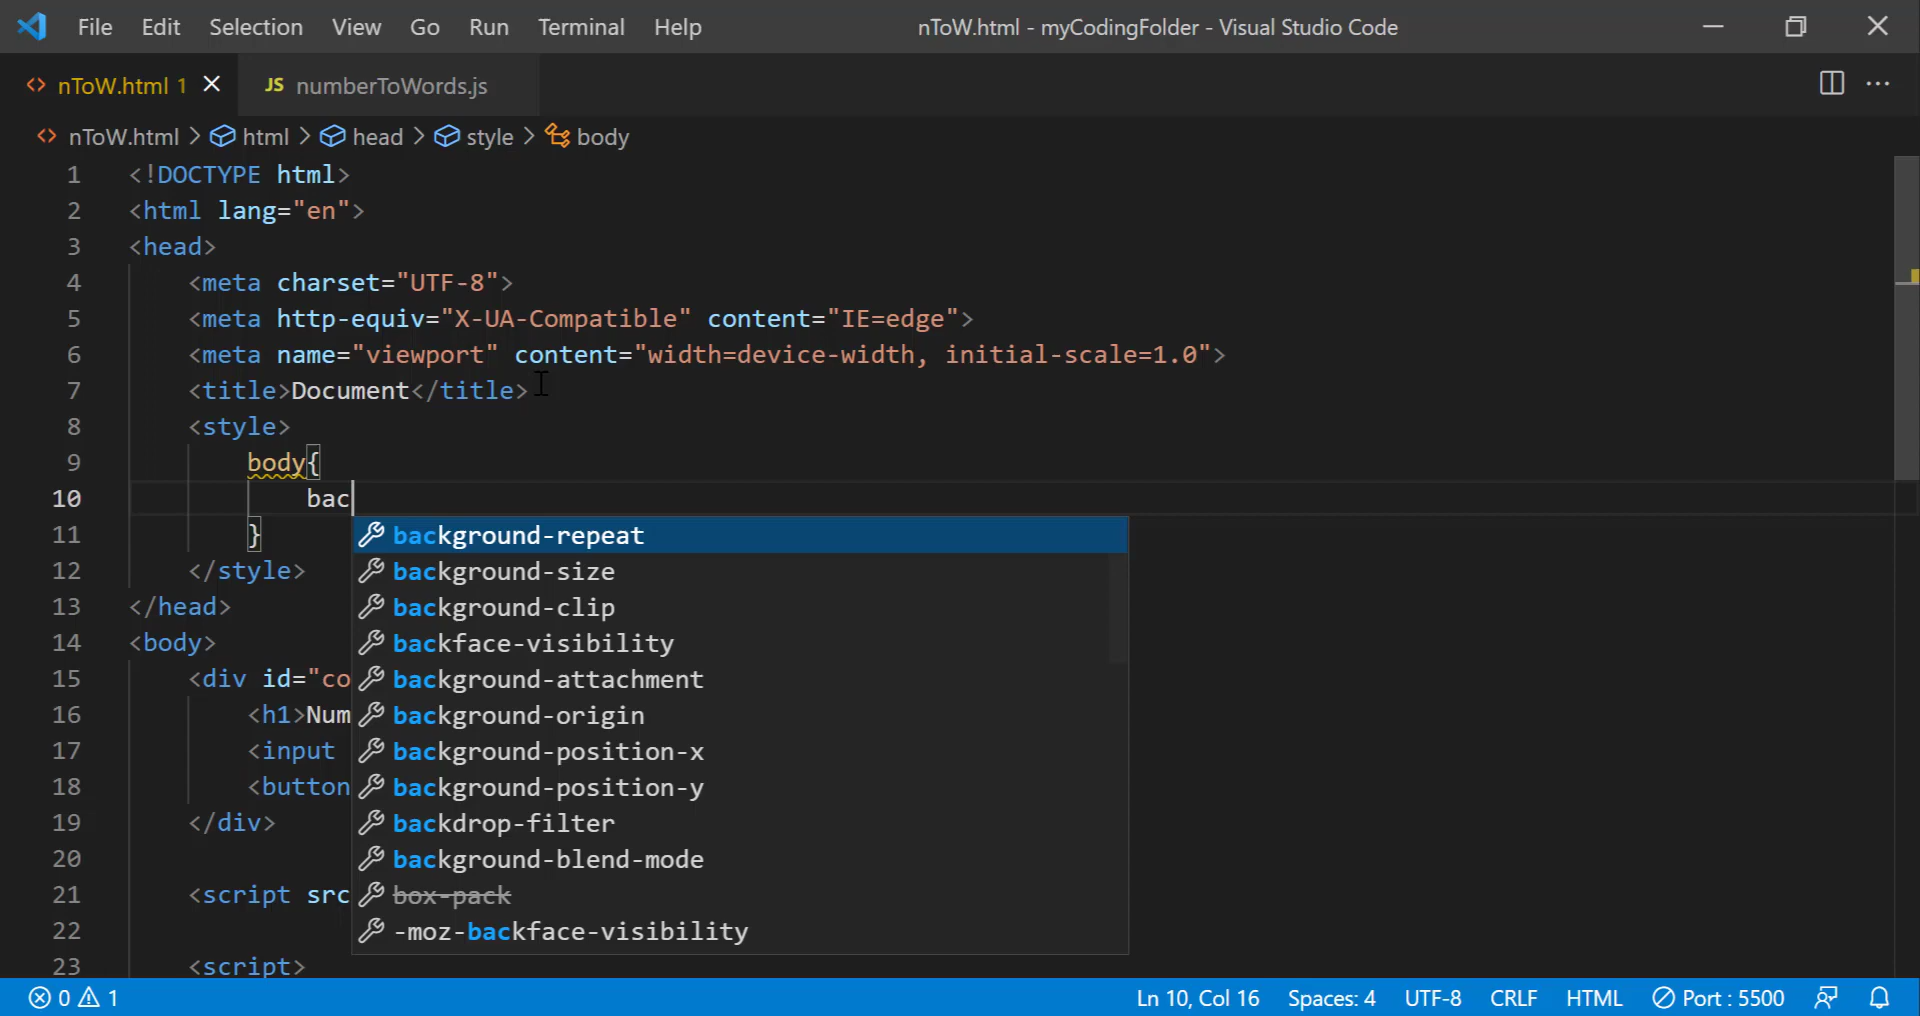 File Edit Selection View Go Run Terminal Help nToW.html - myCodingFolder - Visual Studio Code
nToW.html 1 JS numberToWords.js
nToW.html > html > head > style > body
1 <!DOCTYPE html>
2 <html lang="en">
3 <head>
4 <meta charset="UTF-8">
5 <meta http-equiv="X-UA-Compatible" content="IE=edge">
6 <meta name="viewport" content="width=device-width, initial-scale=1.0">
7 <title>Document</title>
8 <style>
9 body{
10 bac
11 } background-repeat
12 </style> background-size
13 </head> background-clip
14 <body> backface-visibility
15 <div id="co background-attachment
16 <h1>Num background-origin
17 <input background-position-x
18 <button background-position-y
19 </div> backdrop-filter
20 background-blend-mode
21 <script src box-pack
22 -moz-backface-visibility
23 <script>
0 1 Ln 10, Col 16 Spaces: 4 UTF-8 CRLF HTML Port : 5500